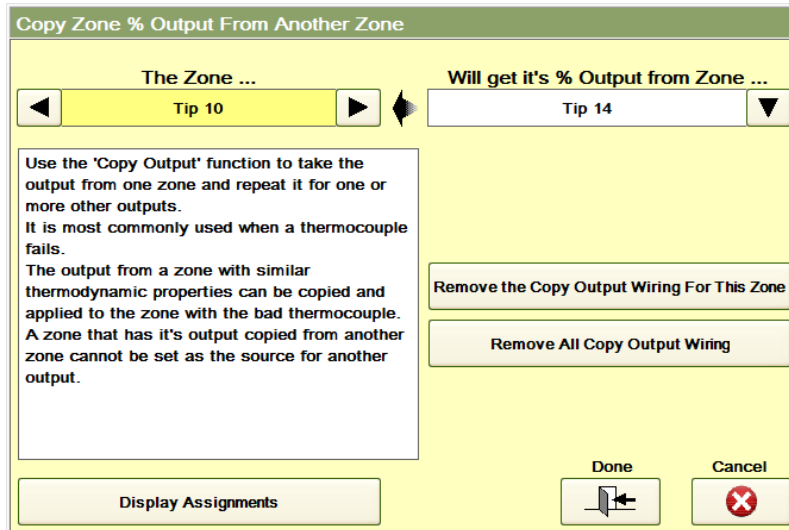 Copy Zone % Output From Another Zone
The Zone ...
Will get it's % Output from Zone ...
Tip 10
Tip 14
Use the 'Copy Output' function to take the
output from one zone and repeat it for one or
more other outputs.
It is most commonly used when a thermocouple
fails.
The output from a zone with similar
thermodynamic properties can be copied and
applied to the zone with the bad thermocouple.
A zone that has it's output copied from another
zone cannot be set as the source for another
output.
Remove the Copy Output Wiring For This Zone
Remove All Copy Output Wiring
Display Assignments
Done
Cancel